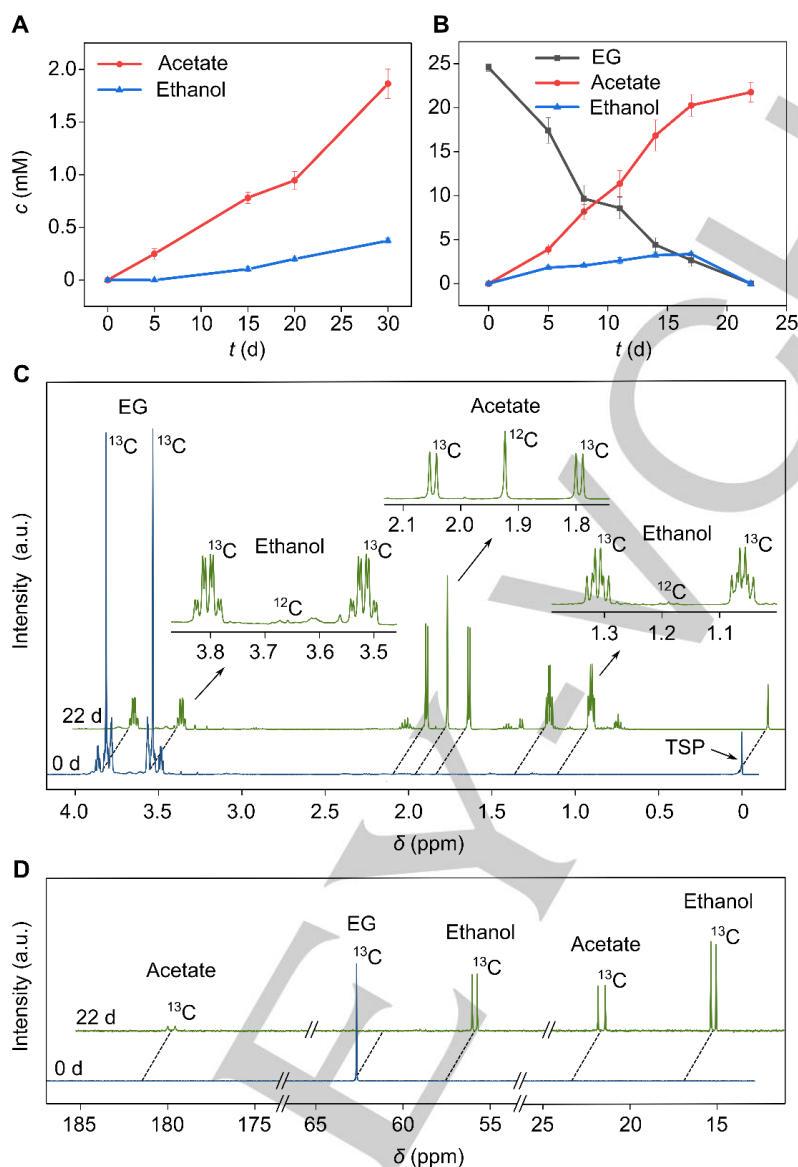 A
Acetate
Ethanol
2.0
1.5
1.0
0.5
0
c (mM)
0 5 10 15 20 25 30
t (d)
B
EG
Acetate
Ethanol
25
20
15
10
5
0
0 5 10 15 20 25
t (d)
C
EG
¹³C ¹³C
Acetate
¹³C ¹²C ¹³C
2.1 2.0 1.9 1.8
Ethanol
¹³C ¹²C ¹³C
3.8 3.7 3.6 3.5
Ethanol
¹³C ¹²C ¹³C
1.3 1.2 1.1
Intensity (a.u.)
22 d
0 d
TSP
4.0 3.5 3.0 2.5 2.0 1.5 1.0 0.5 0
δ (ppm)
D
Intensity (a.u.)
Acetate
¹³C
EG
¹³C
Ethanol
¹³C
Acetate
¹³C
Ethanol
¹³C
22 d
0 d
185 180 175 65 60 55 25 20 15
δ (ppm)